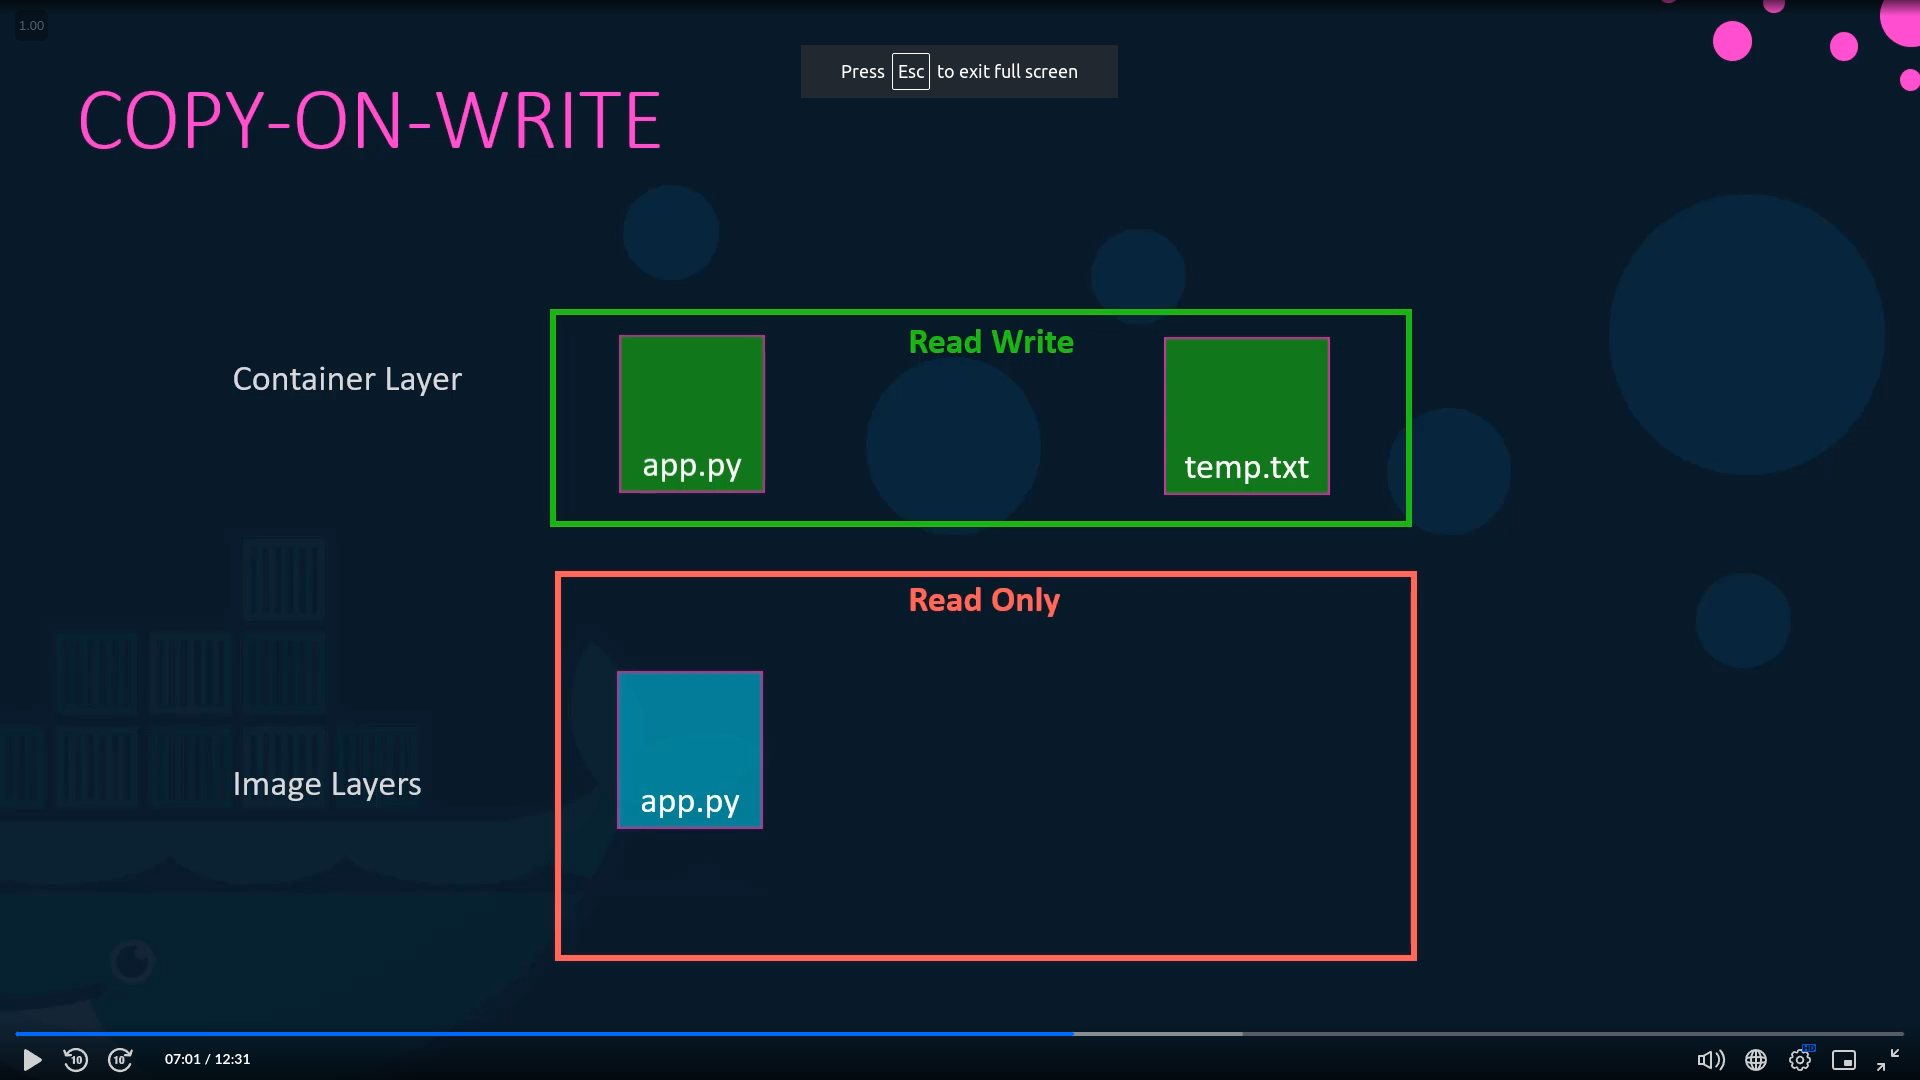 1.00
Press Esc to exit full screen
COPY-ON-WRITE
Read Write
Container Layer
app.py
temp.txt
Read Only
Image Layers
app.py
10
10
07:01 / 12:31
HD